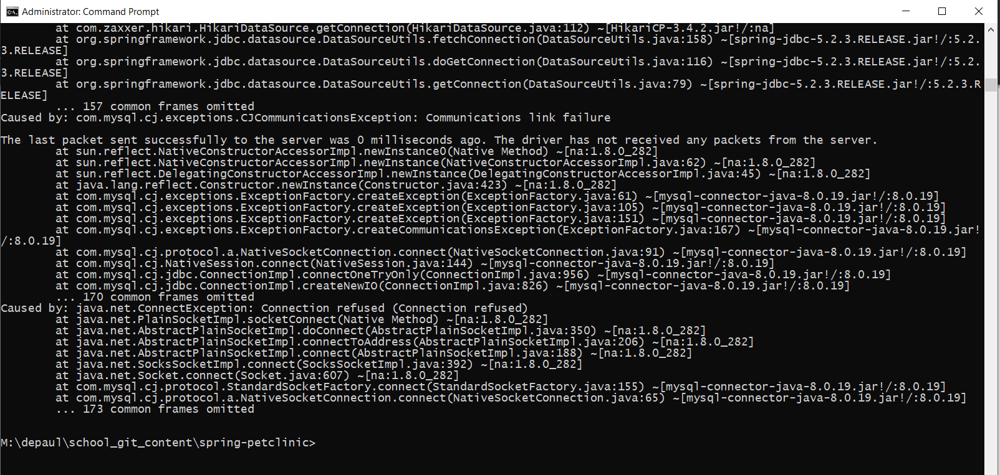 Administrator: Command Prompt
        at com.zaxxer.hikari.HikariDataSource.getConnection(HikariDataSource.java:112) ~[HikariCP-3.4.2.jar!/:na]
        at org.springframework.jdbc.datasource.DataSourceUtils.fetchConnection(DataSourceUtils.java:158) ~[spring-jdbc-5.2.3.RELEASE.jar!/:5.2.
3.RELEASE]
        at org.springframework.jdbc.datasource.DataSourceUtils.doGetConnection(DataSourceUtils.java:116) ~[spring-jdbc-5.2.3.RELEASE.jar!/:5.2.
3.RELEASE]
        at org.springframework.jdbc.datasource.DataSourceUtils.getConnection(DataSourceUtils.java:79) ~[spring-jdbc-5.2.3.RELEASE.jar!/:5.2.3.R
ELEASE]
        ... 157 common frames omitted
Caused by: com.mysql.cj.exceptions.CJCommunicationsException: Communications link failure

The last packet sent successfully to the server was 0 milliseconds ago. The driver has not received any packets from the server.
        at sun.reflect.NativeConstructorAccessorImpl.newInstance0(Native Method) ~[na:1.8.0_282]
        at sun.reflect.NativeConstructorAccessorImpl.newInstance(NativeConstructorAccessorImpl.java:62) ~[na:1.8.0_282]
        at sun.reflect.DelegatingConstructorAccessorImpl.newInstance(DelegatingConstructorAccessorImpl.java:45) ~[na:1.8.0_282]
        at java.lang.reflect.Constructor.newInstance(Constructor.java:423) ~[na:1.8.0_282]
        at com.mysql.cj.exceptions.ExceptionFactory.createException(ExceptionFactory.java:61) ~[mysql-connector-java-8.0.19.jar!/:8.0.19]
        at com.mysql.cj.exceptions.ExceptionFactory.createException(ExceptionFactory.java:105) ~[mysql-connector-java-8.0.19.jar!/:8.0.19]
        at com.mysql.cj.exceptions.ExceptionFactory.createException(ExceptionFactory.java:151) ~[mysql-connector-java-8.0.19.jar!/:8.0.19]
        at com.mysql.cj.exceptions.ExceptionFactory.createCommunicationsException(ExceptionFactory.java:167) ~[mysql-connector-java-8.0.19.jar!
/:8.0.19]
        at com.mysql.cj.protocol.a.NativeSocketConnection.connect(NativeSocketConnection.java:91) ~[mysql-connector-java-8.0.19.jar!/:8.0.19]
        at com.mysql.cj.NativeSession.connect(NativeSession.java:144) ~[mysql-connector-java-8.0.19.jar!/:8.0.19]
        at com.mysql.cj.jdbc.ConnectionImpl.connectOneTryOnly(ConnectionImpl.java:956) ~[mysql-connector-java-8.0.19.jar!/:8.0.19]
        at com.mysql.cj.jdbc.ConnectionImpl.createNewIO(ConnectionImpl.java:826) ~[mysql-connector-java-8.0.19.jar!/:8.0.19]
        ... 170 common frames omitted
Caused by: java.net.ConnectException: Connection refused (Connection refused)
        at java.net.PlainSocketImpl.socketConnect(Native Method) ~[na:1.8.0_282]
        at java.net.AbstractPlainSocketImpl.doConnect(AbstractPlainSocketImpl.java:350) ~[na:1.8.0_282]
        at java.net.AbstractPlainSocketImpl.connectToAddress(AbstractPlainSocketImpl.java:206) ~[na:1.8.0_282]
        at java.net.AbstractPlainSocketImpl.connect(AbstractPlainSocketImpl.java:188) ~[na:1.8.0_282]
        at java.net.SocksSocketImpl.connect(SocksSocketImpl.java:392) ~[na:1.8.0_282]
        at java.net.Socket.connect(Socket.java:607) ~[na:1.8.0_282]
        at com.mysql.cj.protocol.StandardSocketFactory.connect(StandardSocketFactory.java:155) ~[mysql-connector-java-8.0.19.jar!/:8.0.19]
        at com.mysql.cj.protocol.a.NativeSocketConnection.connect(NativeSocketConnection.java:65) ~[mysql-connector-java-8.0.19.jar!/:8.0.19]
        ... 173 common frames omitted

M:\depaul\school_git_content\spring-petclinic>